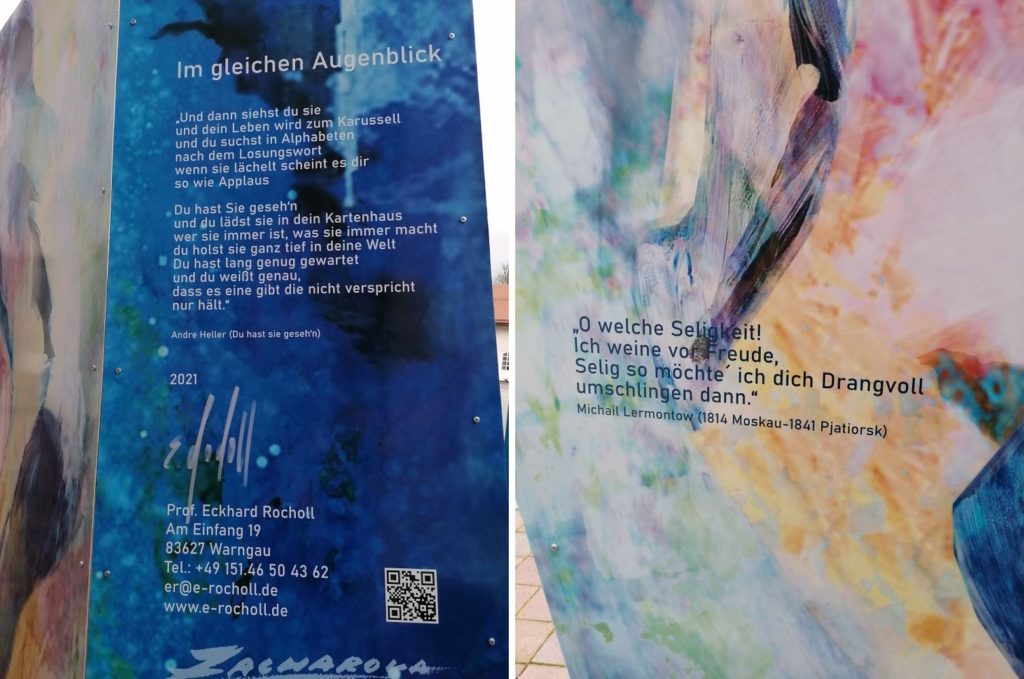 Im gleichen Augenblick
„Und dann siehst du sie
und dein Leben wird zum Karussell
und du suchst in Alphabeten
nach dem Losungswort
wenn sie lächelt scheint es dir
so wie Applaus
Du hast Sie geseh'n
und du lädst sie in dein Kartenhaus
wer sie immer ist, was sie immer macht
du holst sie ganz tief in deine Welt
Du hast lang genug gewartet
und du weißt genau,
dass es eine gibt die nicht verspricht
nur hält.“
Andre Heller (Du hast sie geseh'n)
2021
Prof. Eckhard Rocholl
Am Einfang 19
83627 Warngau
Tel.: +49 151.46 50 43 62
er@e-rocholl.de
www.e-rocholl.de
„O welche Seligkeit!
Ich weine vor Freude,
Selig so möchte´ ich dich Drangvoll
umschlingen dann.“
Michail Lermontow (1814 Moskau-1841 Pjatiorsk)